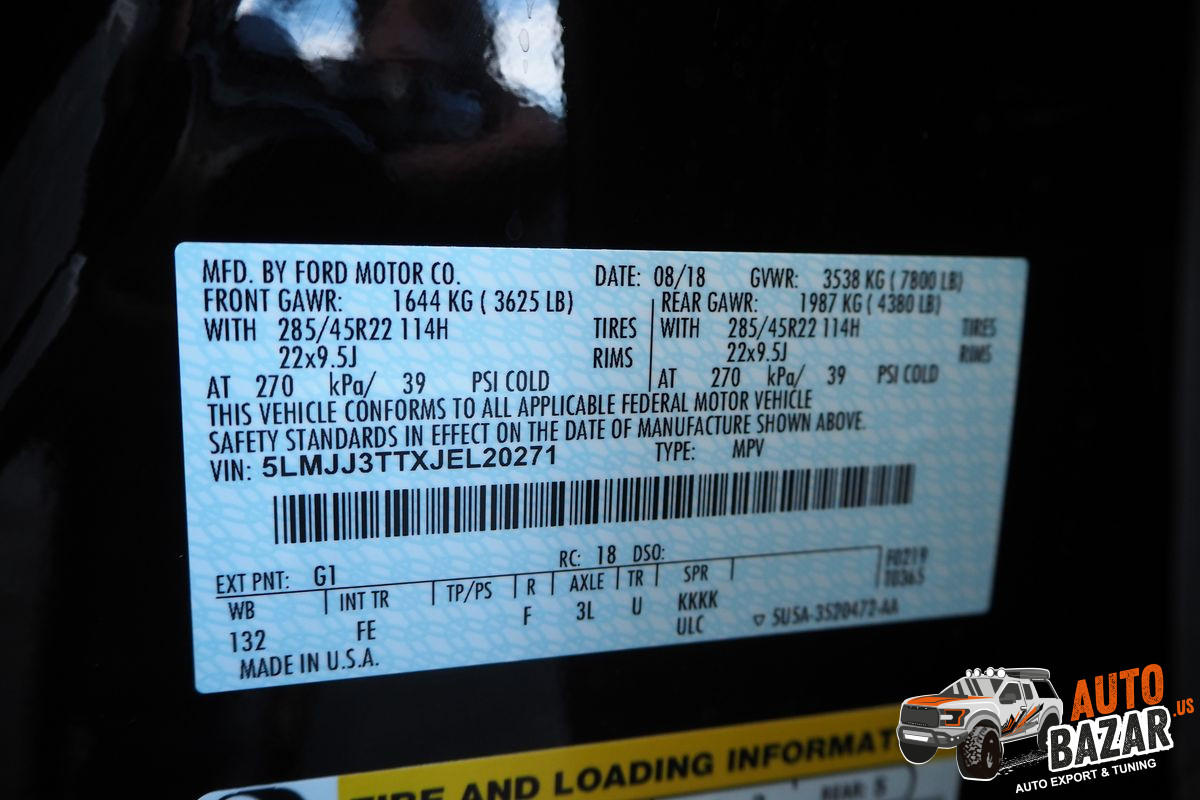 MFD. BY FORD MOTOR CO. DATE: 08/18 GVWR: 3538 KG ( 7800 LB)
FRONT GAWR: 1644 KG ( 3625 LB) REAR GAWR: 1987 KG ( 4380 LB)
WITH 285/45R22 114H TIRES WITH 285/45R22 114H TIRES
22x9.5J RIMS 22x9.5J RIMS
AT 270 kPa/ 39 PSI COLD AT 270 kPa/ 39 PSI COLD
THIS VEHICLE CONFORMS TO ALL APPLICABLE FEDERAL MOTOR VEHICLE
SAFETY STANDARDS IN EFFECT ON THE DATE OF MANUFACTURE SHOWN ABOVE.
VIN: 5LMJJ3TTXJEL20271 TYPE: MPV
EXT PNT: G1 RC: 18 DSO: F0219
WB INT TR TP/PS R AXLE TR SPR T0365
132 FE F 3L U KKKK
ULC 5U5A-3520472-AA
MADE IN U.S.A.
TIRE AND LOADING INFORMAT
REAR: 5
AUTO
BAZAR.US
AUTO EXPORT & TUNING